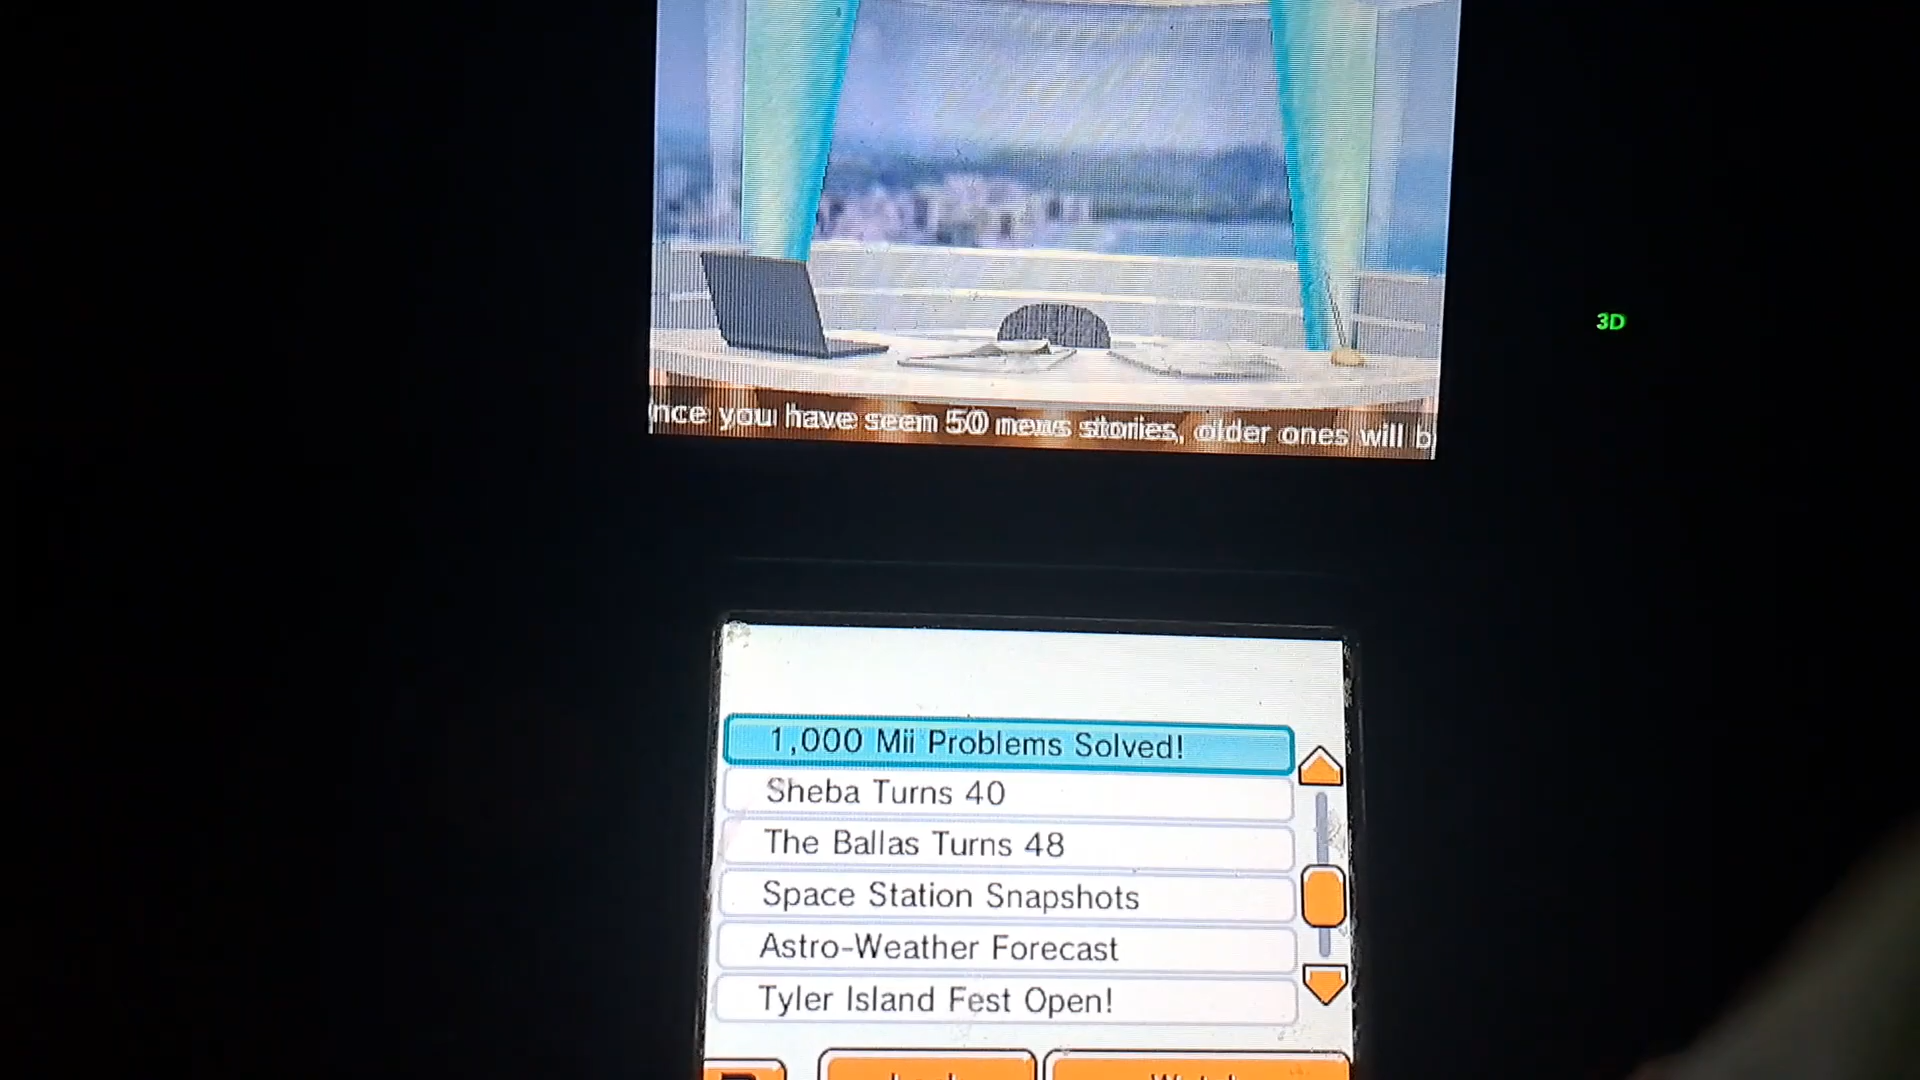 3D
nce you have seen 50 news stories, older ones will b
1,000 Mii Problems Solved!
Sheba Turns 40
The Ballas Turns 48
Space Station Snapshots
Astro-Weather Forecast
Tyler Island Fest Open!